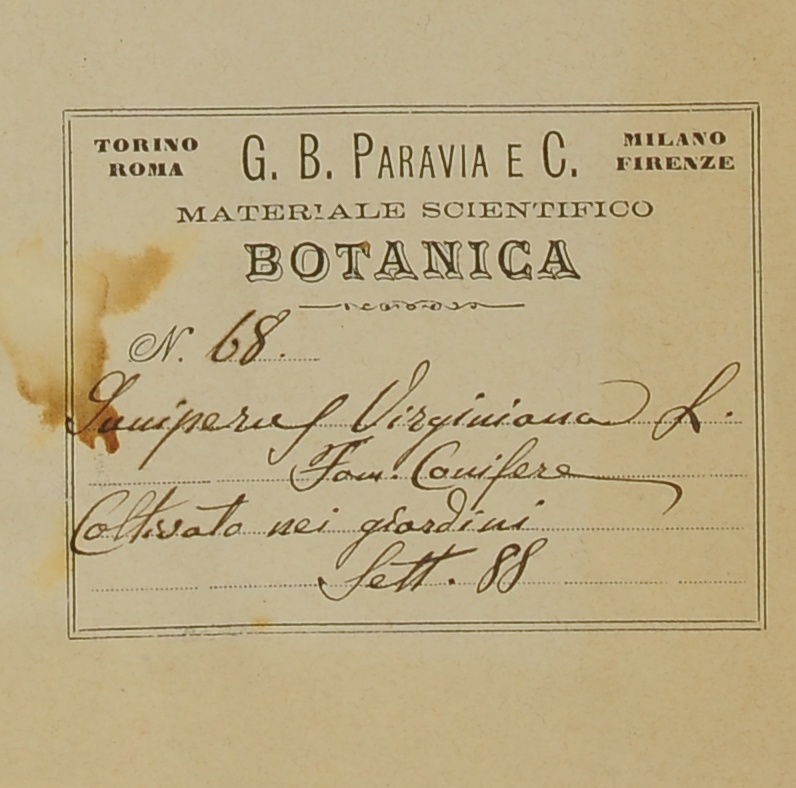 TORINO ROMA G. B. PARAVIA E C. MILANO FIRENZE
MATERIALE SCIENTIFICO
BOTANICA
N. 68.
Juniperus Virginiana L.
Fam. Conifere
Coltivato nei giardini
Sett. 88